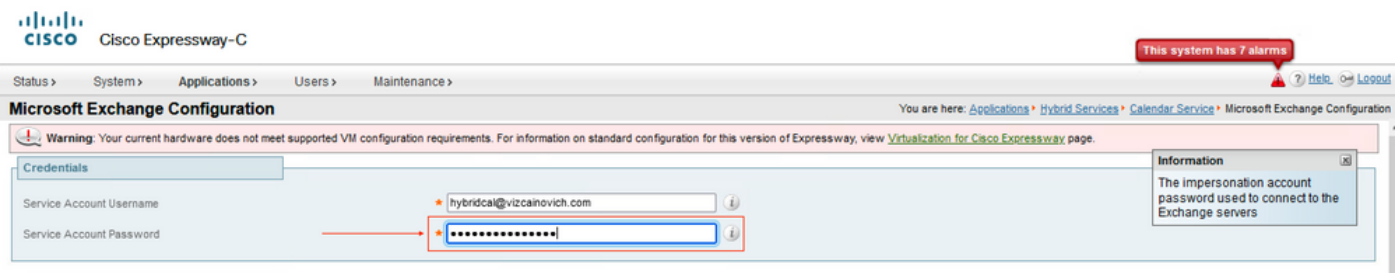 CISCO Cisco Expressway-C
This system has 7 alarms
Status > System > Applications > Users > Maintenance >
? Help Logout
Microsoft Exchange Configuration
You are here: Applications Hybrid Services Calendar Service Microsoft Exchange Configuration
Warning: Your current hardware does not meet supported VM configuration requirements. For information on standard configuration for this version of Expressway, view Virtualization for Cisco Expressway page.
Credentials
Service Account Username * hybridcal@vizcainovich.com i
Service Account Password * ••••••••••••••• i
Information x
The impersonation account
password used to connect to the
Exchange servers